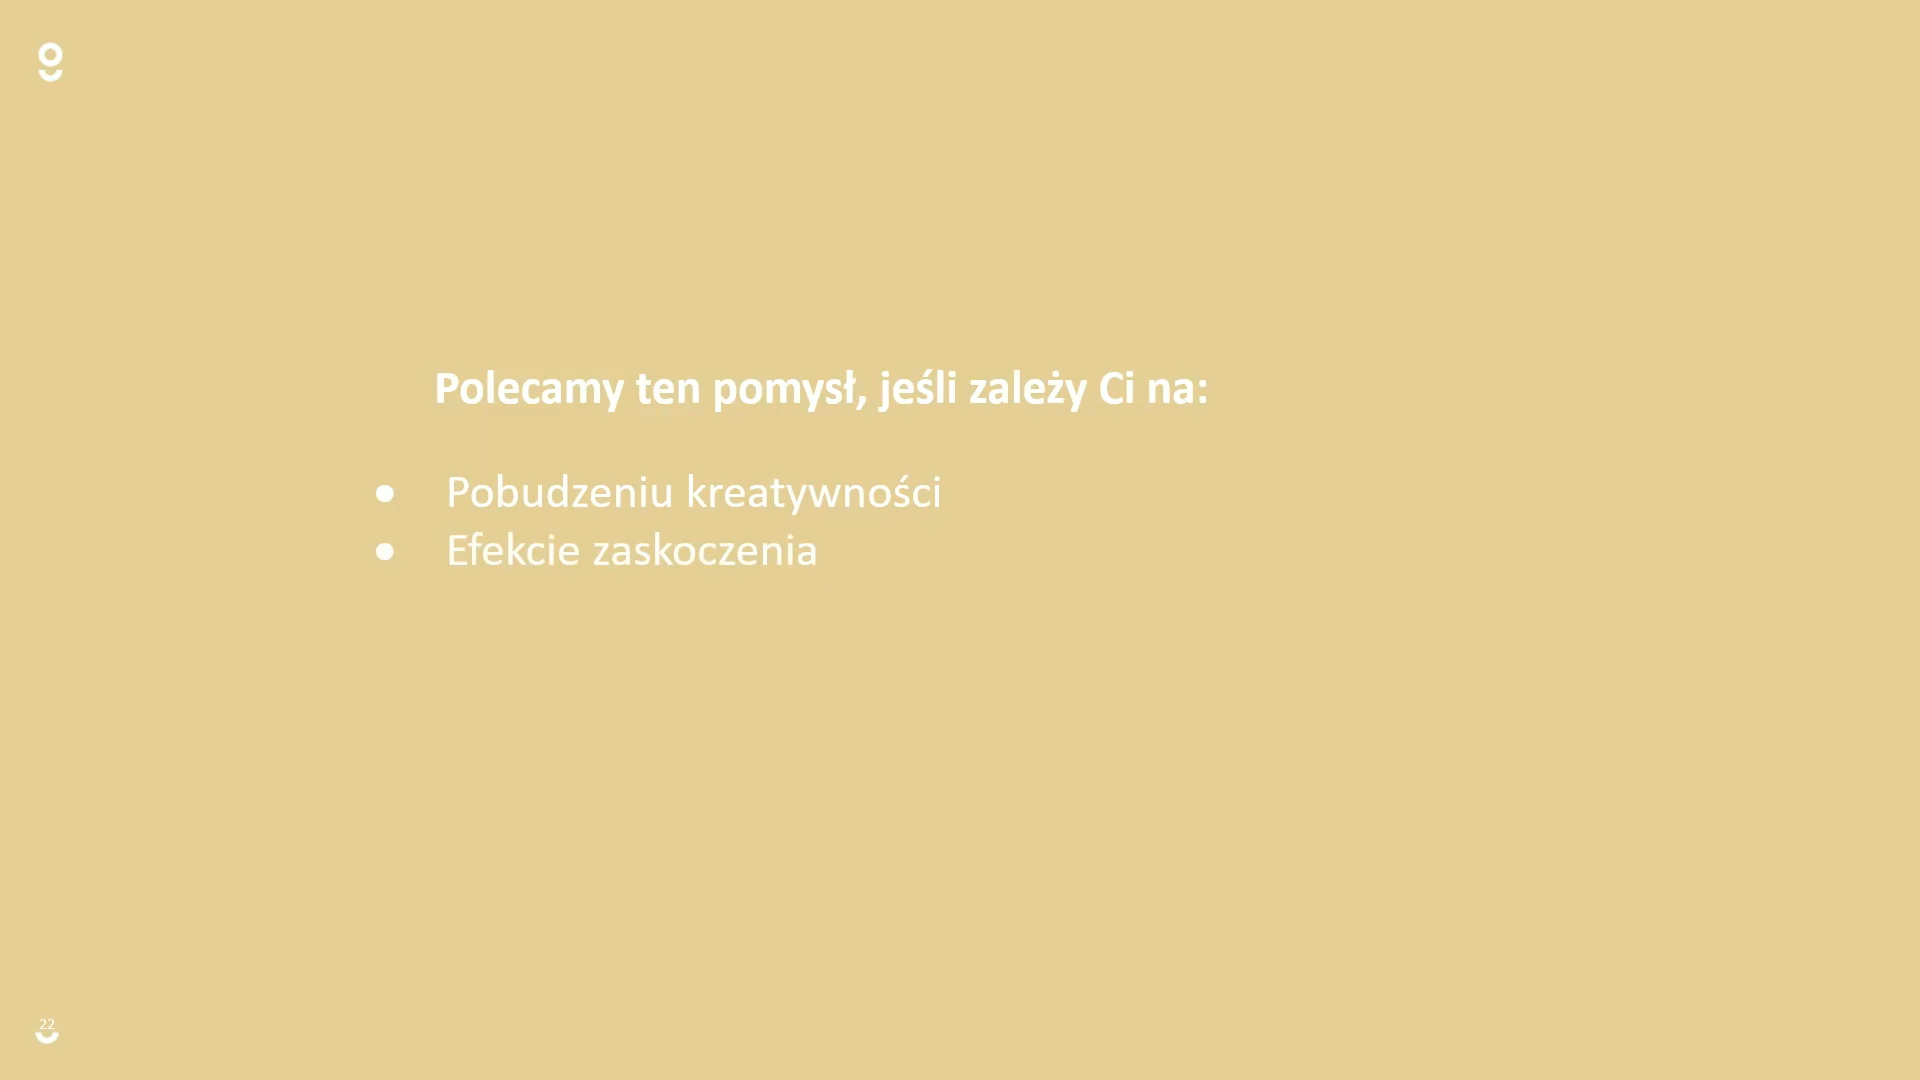 Polecamy ten pomysł, jeśli zależy Ci na:
● Pobudzeniu kreatywności
● Efekcie zaskoczenia
22